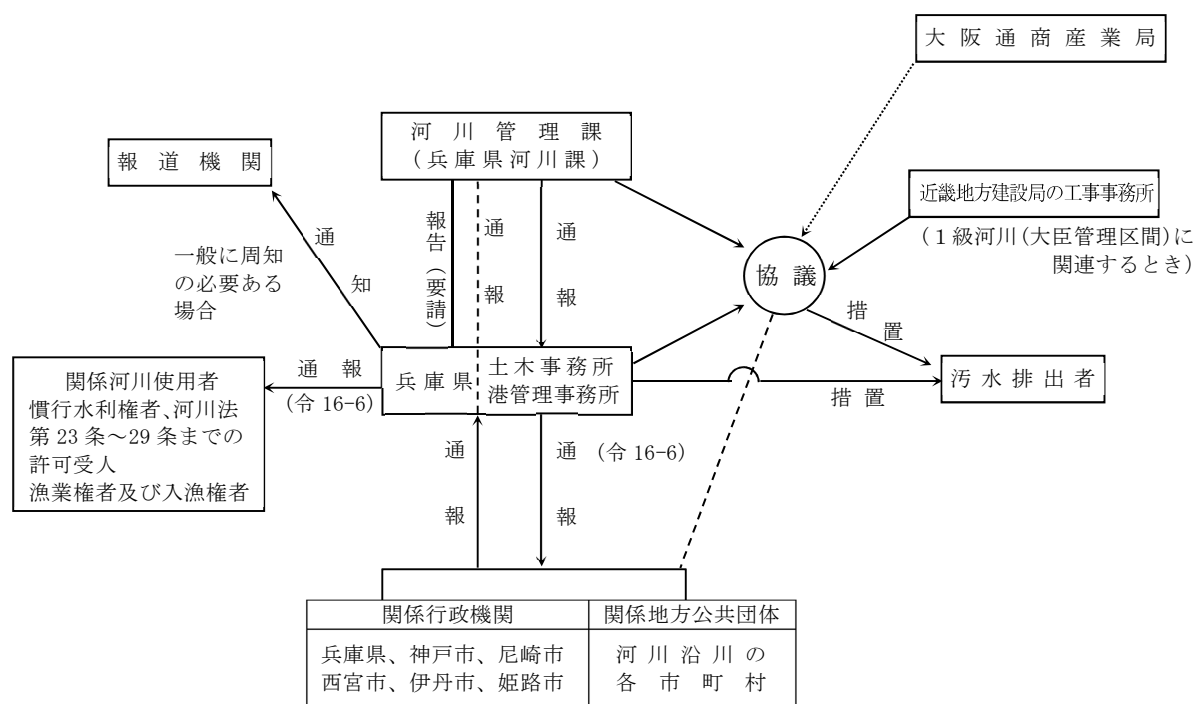 大阪通商産業局
河川管理課
(兵庫県河川課)
報道機関
近畿地方建設局の工事事務所
(1級河川(大臣管理区間)に
関連するとき)
通知
一般に周知
の必要ある
場合
報告(要請)
通報
通報
協議
措置
通報
(令16-6)
兵庫県
土木事務所
港管理事務所
措置
汚水排出者
関係河川使用者
慣行水利権者、河川法
第23条~29条までの
許可受人
漁業権者及び入漁権者
通報
通報
(令16-6)
関係行政機関
関係地方公共団体
兵庫県、神戸市、尼崎市
西宮市、伊丹市、姫路市
河川沿川の
各市町村